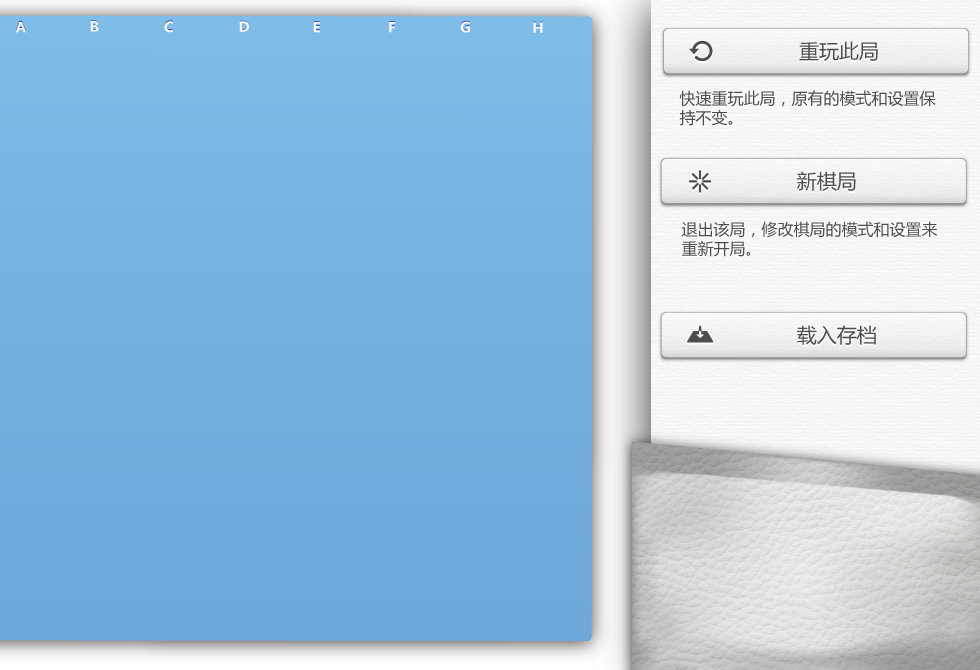 A B C D E F G H
重玩此局
快速重玩此局，原有的模式和设置保
持不变。
新棋局
退出该局，修改棋局的模式和设置来
重新开局。
载入存档